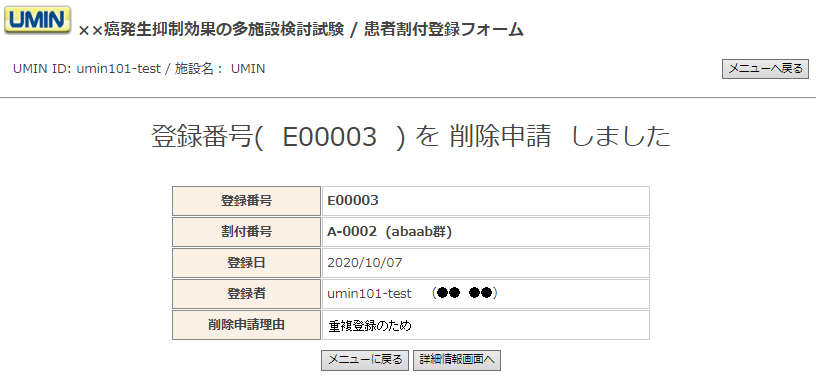 UMIN ××癌発生抑制効果の多施設検討試験 / 患者割付登録フォーム
UMIN ID: umin101-test / 施設名： UMIN メニューへ戻る
登録番号( E00003 ) を 削除申請 しました
登録番号 E00003
割付番号 A-0002 (abaab群)
登録日 2020/10/07
登録者 umin101-test (●● ●●)
削除申請理由 重複登録のため
メニューに戻る 詳細情報画面へ